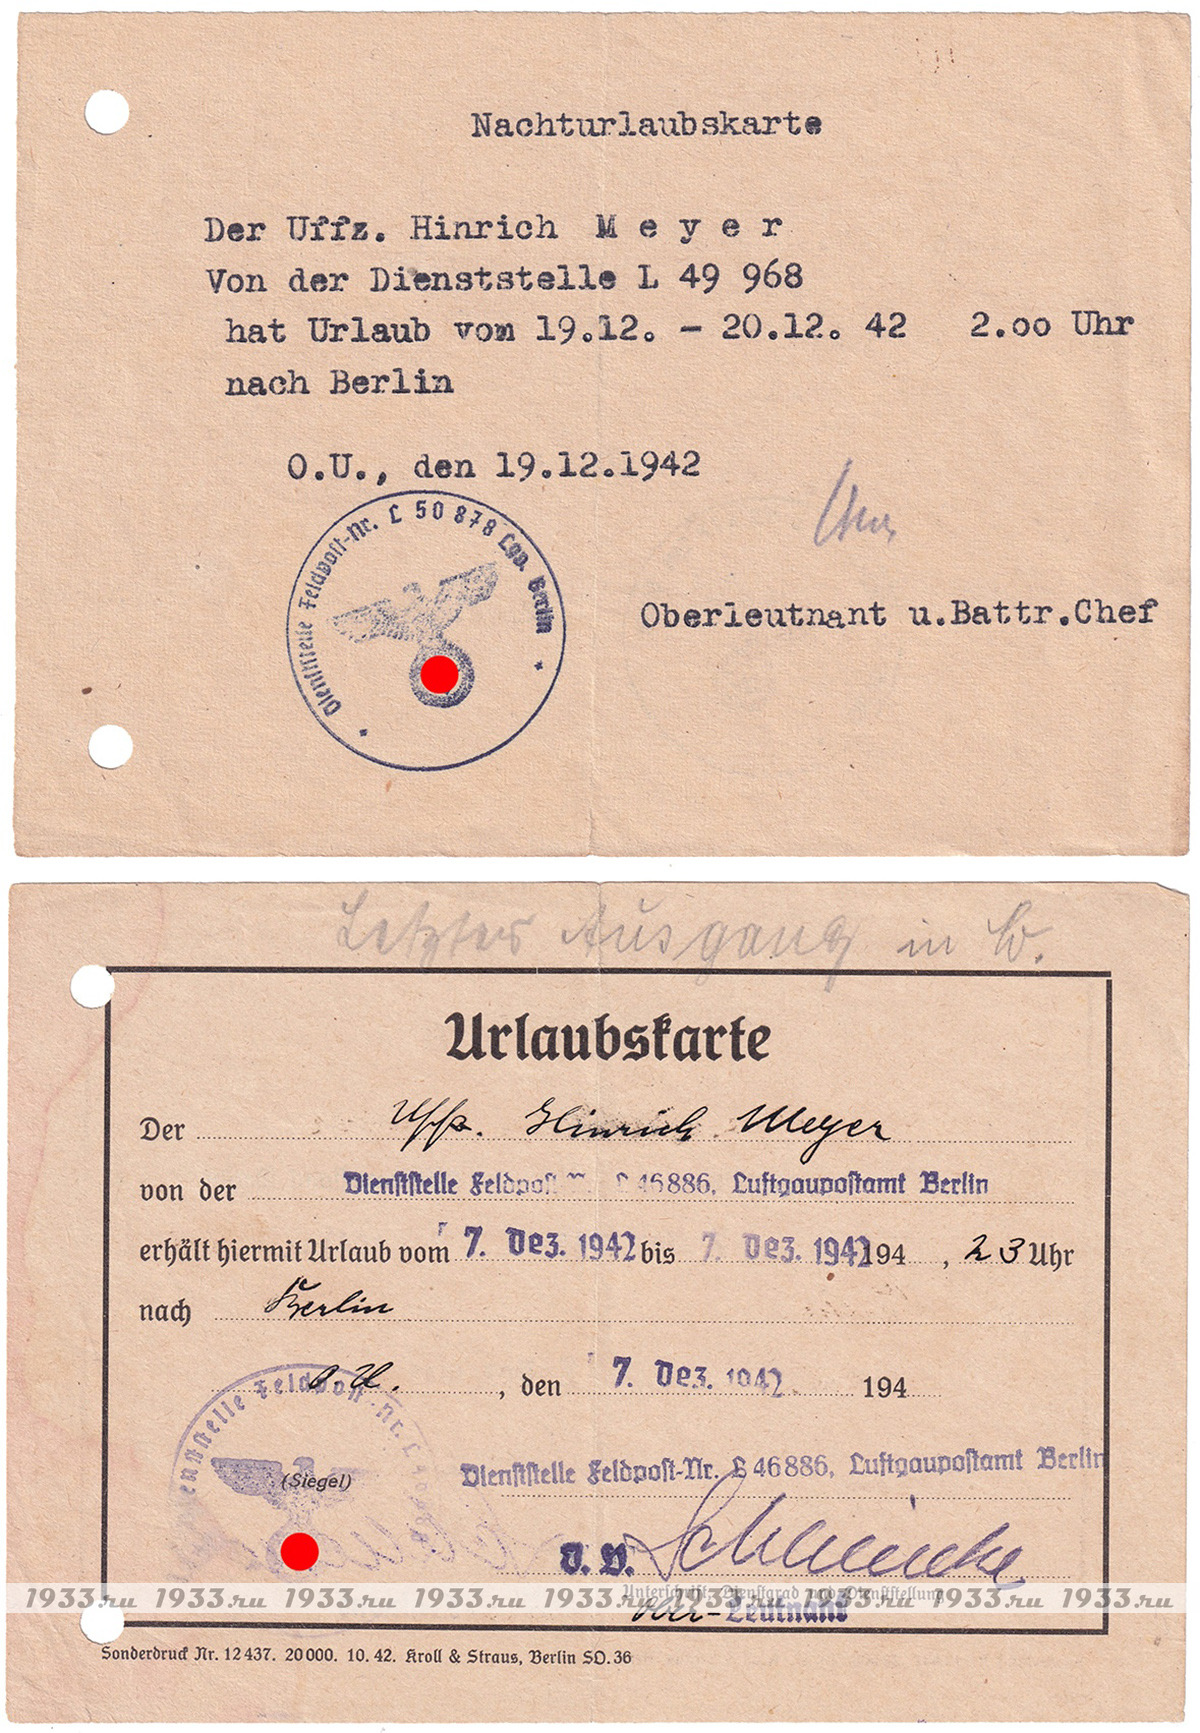 Nachturlaubskarte
Der Uffz. Hinrich M e y e r
Von der Dienststelle L 49 968
hat Urlaub vom 19.12. - 20.12. 42 2.oo Uhr
nach Berlin
O.U., den 19.12.1942
Dienststelle Feldpost-Nr. L 50 878 Lgp. Berlin
Oberleutnant u.Battr.Chef
Letzter Ausgang in W.
Urlaubskarte
Der Uffz. Hinrich Meyer
von der Dienststelle Feldpost L 46886, Luftgaupostamt Berlin
erhält hiermit Urlaub vom 7. Dez. 1942 bis 7. Dez. 1942 194 , 23 Uhr
nach Berlin
O.U. , den 7. Dez. 1942 194
Feldpost-Nr. L
(Siegel)
Dienststelle Feldpost-Nr. L 46886, Luftgaupostamt Berlin
Unterschrift, Dienstgrad und Dienststellung
Ober-Leutnant
1933.ru 1933.ru 1933.ru 1933.ru 1933.ru 1933.ru 1933.ru 1933.ru 1933.ru
Sonderdruck Nr. 12437. 20000. 10. 42. Kroll & Straus, Berlin SO. 36